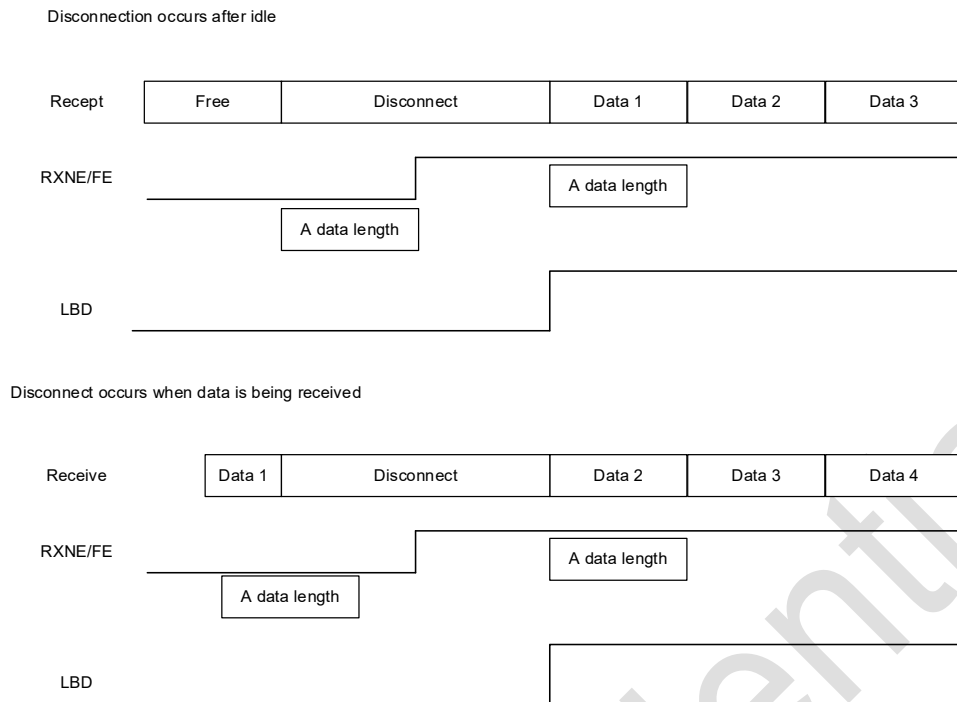 Disconnection occurs after idle
Recept Free Disconnect Data 1 Data 2 Data 3
RXNE/FE
A data length
A data length
LBD
Disconnect occurs when data is being received
Receive Data 1 Disconnect Data 2 Data 3 Data 4
RXNE/FE
A data length
A data length
LBD